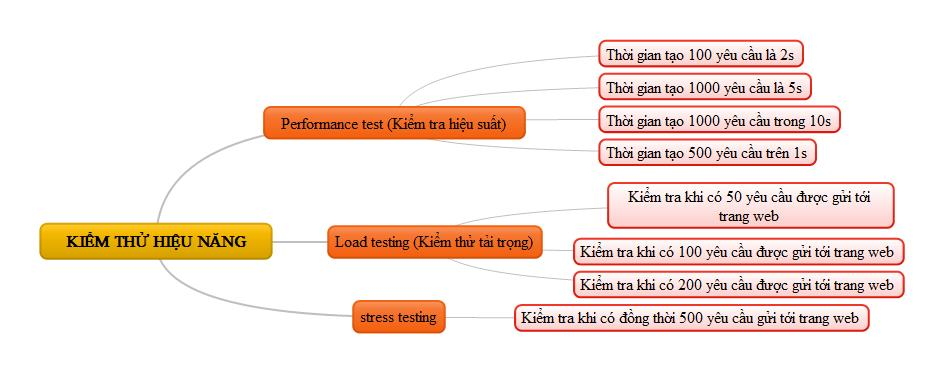 KIỂM THỬ HIỆU NĂNG
Performance test (Kiểm tra hiệu suất)
Thời gian tạo 100 yêu cầu là 2s
Thời gian tạo 1000 yêu cầu là 5s
Thời gian tạo 1000 yêu cầu trong 10s
Thời gian tạo 500 yêu cầu trên 1s
Load testing (Kiểm thử tải trọng)
Kiểm tra khi có 50 yêu cầu được gửi tới
trang web
Kiểm tra khi có 100 yêu cầu được gửi tới trang web
Kiểm tra khi có 200 yêu cầu được gửi tới trang web
stress testing
Kiểm tra khi có đồng thời 500 yêu cầu gửi tới trang web